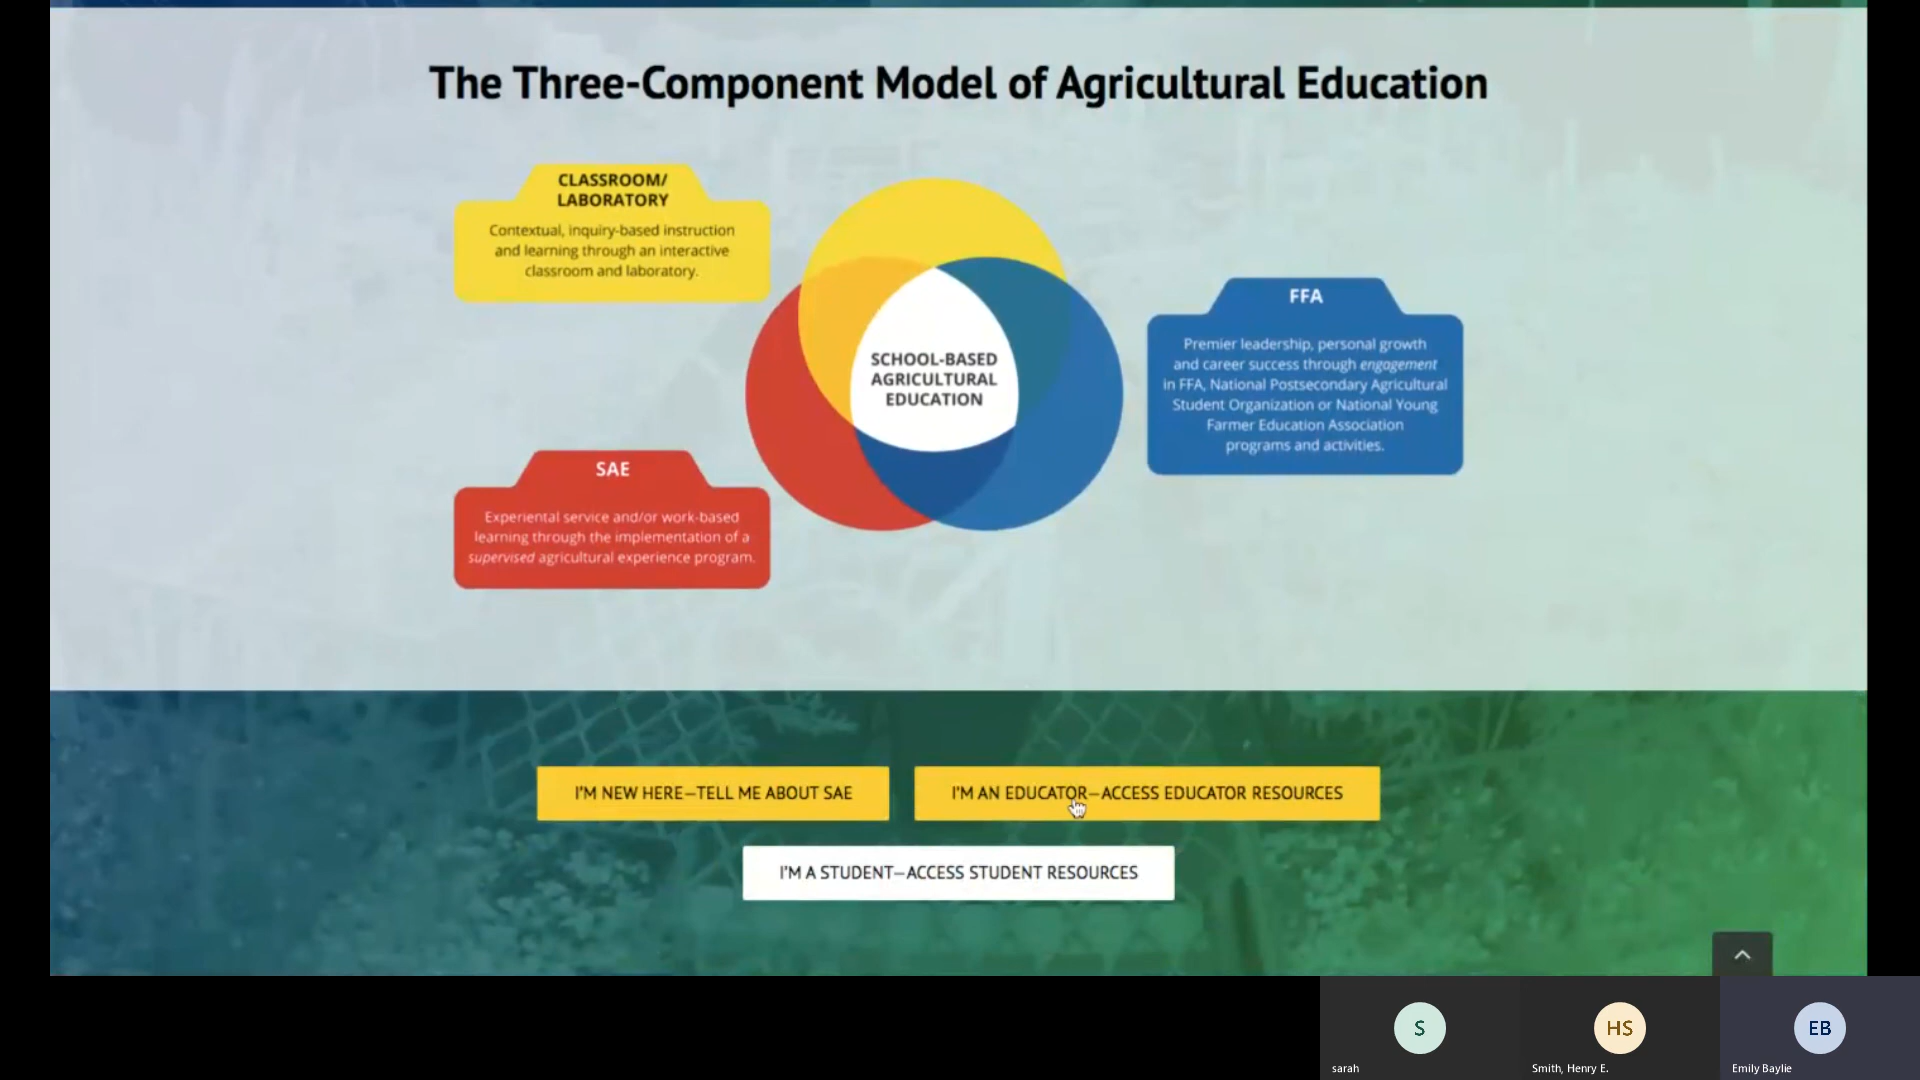 The Three-Component Model of Agricultural Education
CLASSROOM/
LABORATORY
Contextual, inquiry-based instruction
and learning through an interactive
classroom and laboratory.
SCHOOL-BASED
AGRICULTURAL
EDUCATION
FFA
Premier leadership, personal growth
and career success through engagement
in FFA, National Postsecondary Agricultural
Student Organization or National Young
Farmer Education Association
programs and activities.
SAE
Experiental service and/or work-based
learning through the implementation of a
supervised agricultural experience program.
I'M NEW HERE—TELL ME ABOUT SAE
I'M AN EDUCATOR—ACCESS EDUCATOR RESOURCES
I'M A STUDENT—ACCESS STUDENT RESOURCES
S
HS
EB
sarah
Smith, Henry E.
Emily Baylie